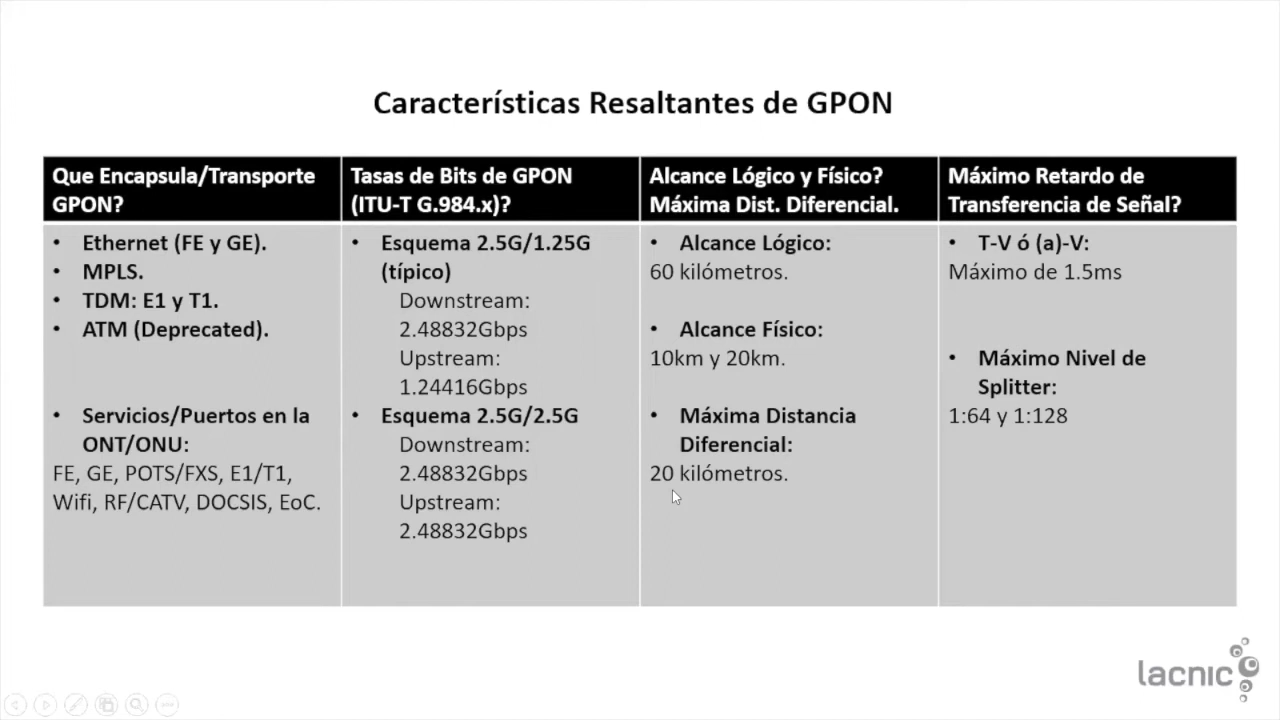 Características Resaltantes de GPON
Que Encapsula/Transporte
GPON?
• Ethernet (FE y GE).
• MPLS.
• TDM: E1 y T1.
• ATM (Deprecated).
• Servicios/Puertos en la
ONT/ONU:
FE, GE, POTS/FXS, E1/T1,
Wifi, RF/CATV, DOCSIS, EoC.
Tasas de Bits de GPON
(ITU-T G.984.x)?
• Esquema 2.5G/1.25G
(típico)
Downstream:
2.48832Gbps
Upstream:
1.24416Gbps
• Esquema 2.5G/2.5G
Downstream:
2.48832Gbps
Upstream:
2.48832Gbps
Alcance Lógico y Físico?
Máxima Dist. Diferencial.
• Alcance Lógico:
60 kilómetros.
• Alcance Físico:
10km y 20km.
• Máxima Distancia
Diferencial:
20 kilómetros.
Máximo Retardo de
Transferencia de Señal?
• T-V ó (a)-V:
Máximo de 1.5ms
• Máximo Nivel de
Splitter:
1:64 y 1:128
lacnic